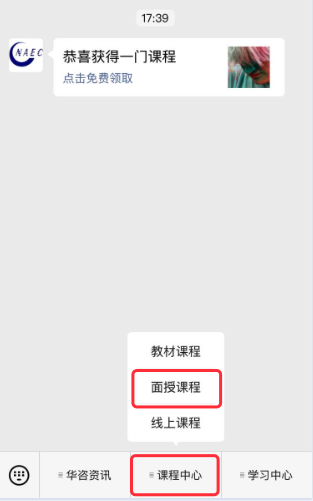 17:39
NAEC
恭喜获得一门课程
点击免费领取
教材课程
面授课程
线上课程
华咨资讯
课程中心
学习中心